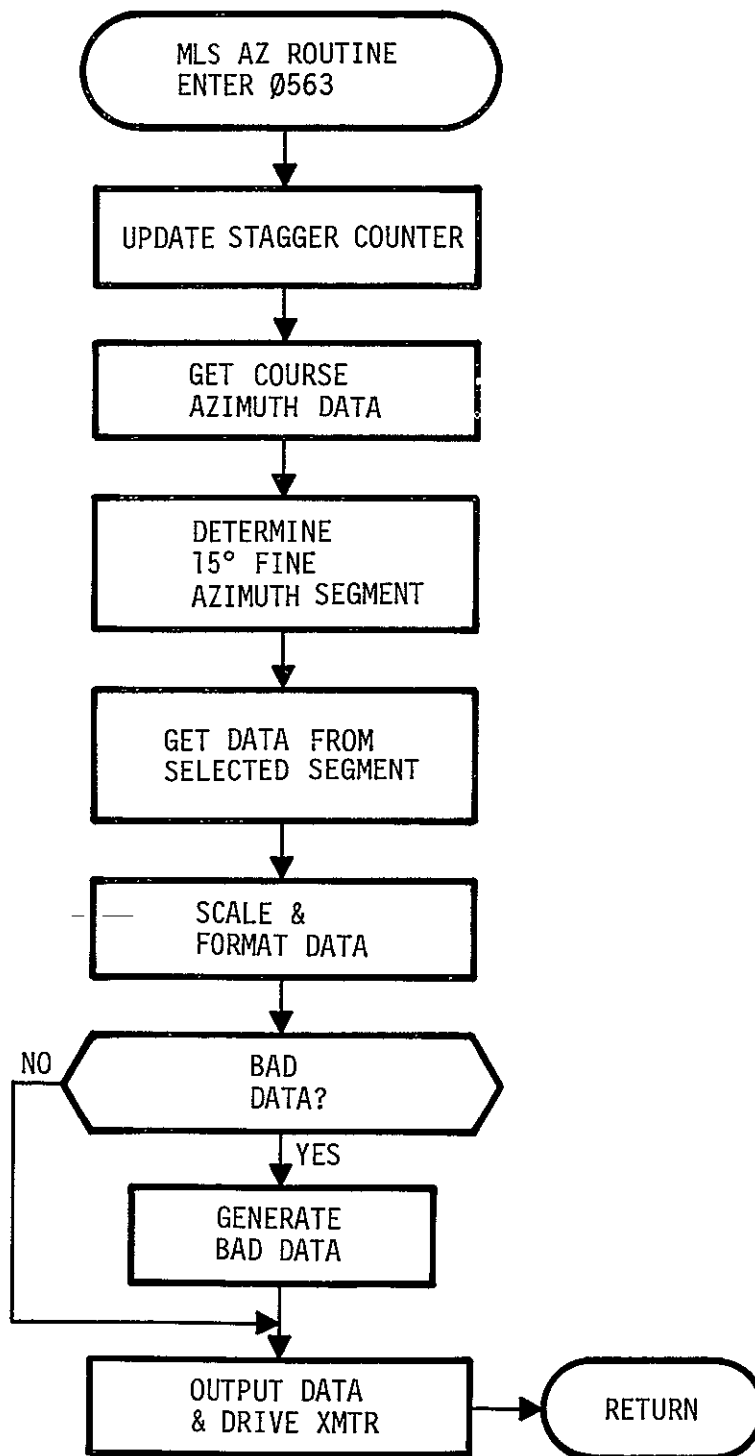 MLS AZ ROUTINE
ENTER Ø563
UPDATE STAGGER COUNTER
GET COURSE
AZIMUTH DATA
DETERMINE
15° FINE
AZIMUTH SEGMENT
GET DATA FROM
SELECTED SEGMENT
SCALE &
FORMAT DATA
NO
BAD
DATA?
YES
GENERATE
BAD DATA
OUTPUT DATA
& DRIVE XMTR
RETURN